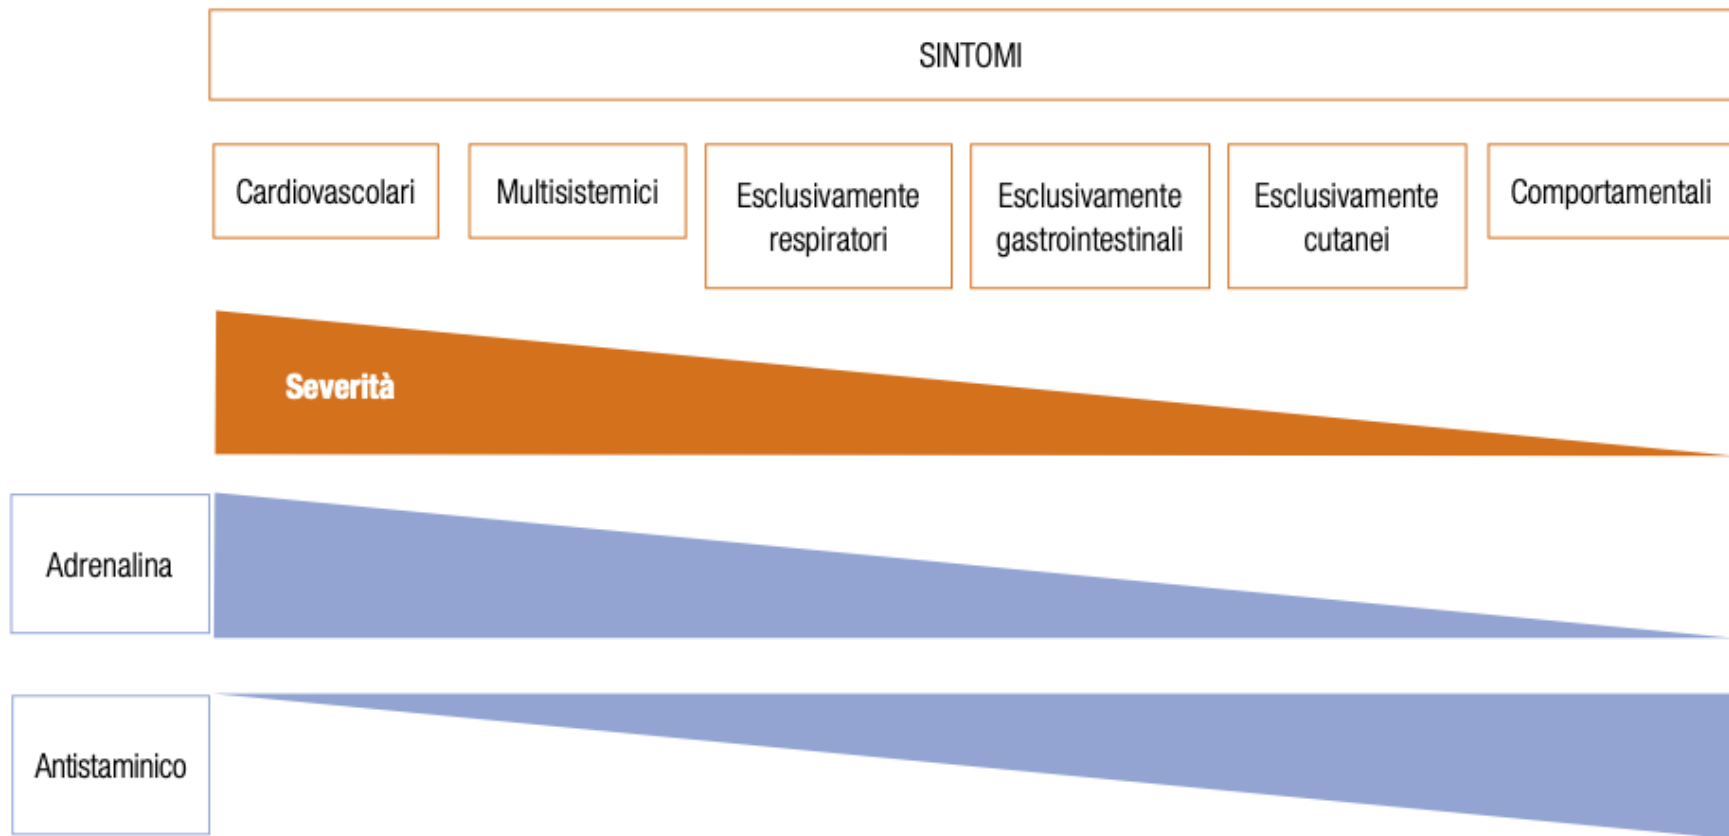 SINTOMI
Cardiovascolari
Multisistemici
Esclusivamente
respiratori
Esclusivamente
gastrointestinali
Esclusivamente
cutanei
Comportamentali
Severità
Adrenalina
Antistaminico